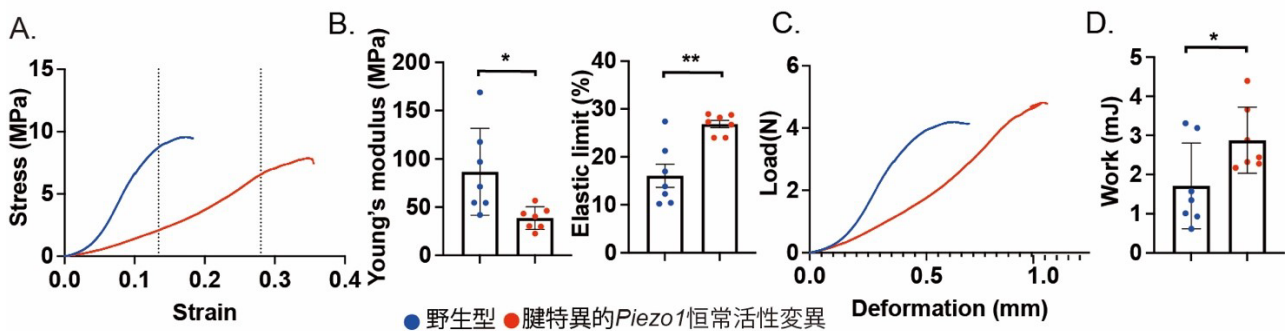 A.
Stress (MPa)
15
10
5
0
0.0 0.1 0.2 0.3 0.4
Strain
B.
Young's modulus (MPa)
200
150
100
50
0
*
Elastic limit (%)
40
30
20
10
0
**
C.
Load(N)
6
4
2
0
0.0 0.5 1.0
Deformation (mm)
D.
Work (mJ)
5
4
3
2
1
0
*
野生型 腱特異的Piezo1恒常活性変異